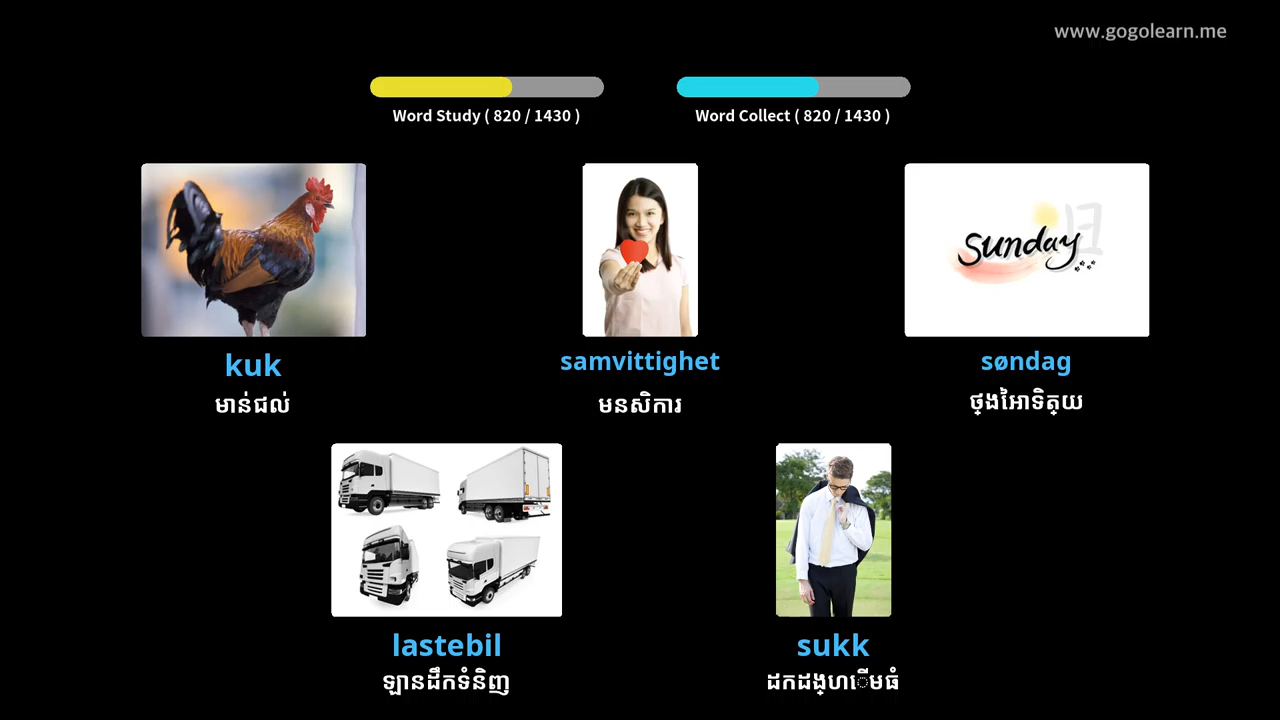 www.gogolearn.me
Word Study ( 820 / 1430 )
Word Collect ( 820 / 1430 )
Sunday
kuk
samvittighet
søndag
មាន់ជល់
មនសិការ
ថ្ងៃអាទិត្យ
lastebil
sukk
ឡានដឹកទំនិញ
ដកដង្ហើមធំ